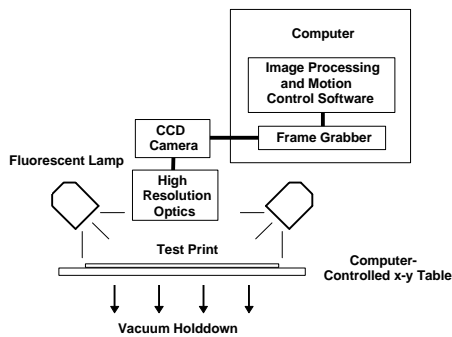 Computer
Image Processing
and Motion
Control Software
CCD
Camera
Frame Grabber
Fluorescent Lamp
High
Resolution
Optics
Test Print
Computer-
Controlled x-y Table
Vacuum Holddown